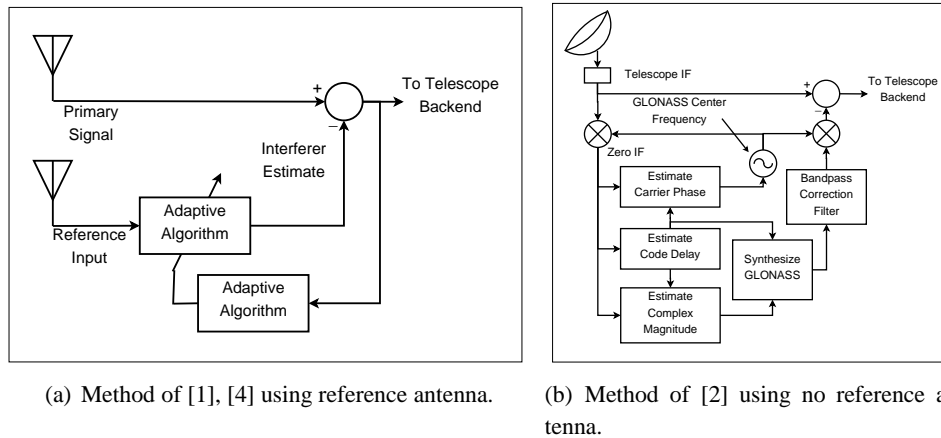 Primary
Signal
+
−
To Telescope
Backend
Interferer
Estimate
Reference
Input
Adaptive
Algorithm
Adaptive
Algorithm
(a) Method of [1], [4] using reference antenna.
Telescope IF
GLONASS Center
Frequency
+
−
To Telescope
Backend
Zero IF
Estimate
Carrier Phase
Estimate
Code Delay
Estimate
Complex
Magnitude
Synthesize
GLONASS
Bandpass
Correction
Filter
(b) Method of [2] using no reference a
tenna.